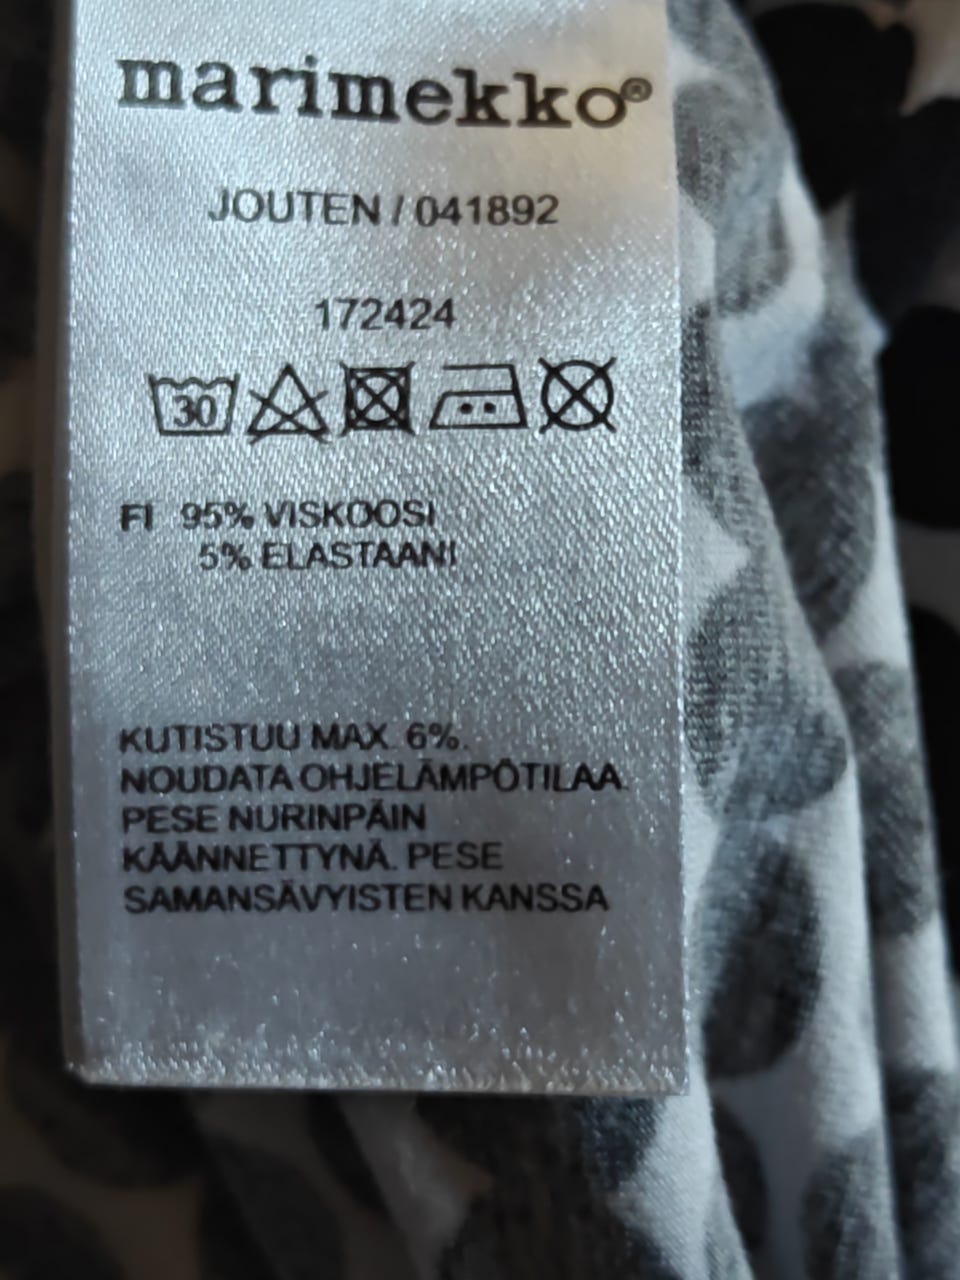 marimekko®
JOUTEN / 041892
172424
30
FI 95% VISKOOSI
5% ELASTAANI
KUTISTUU MAX. 6%.
NOUDATA OHJELÄMPÖTILAA.
PESE NURINPÄIN
KÄÄNNETTYNÄ. PESE
SAMANSÄVYISTEN KANSSA